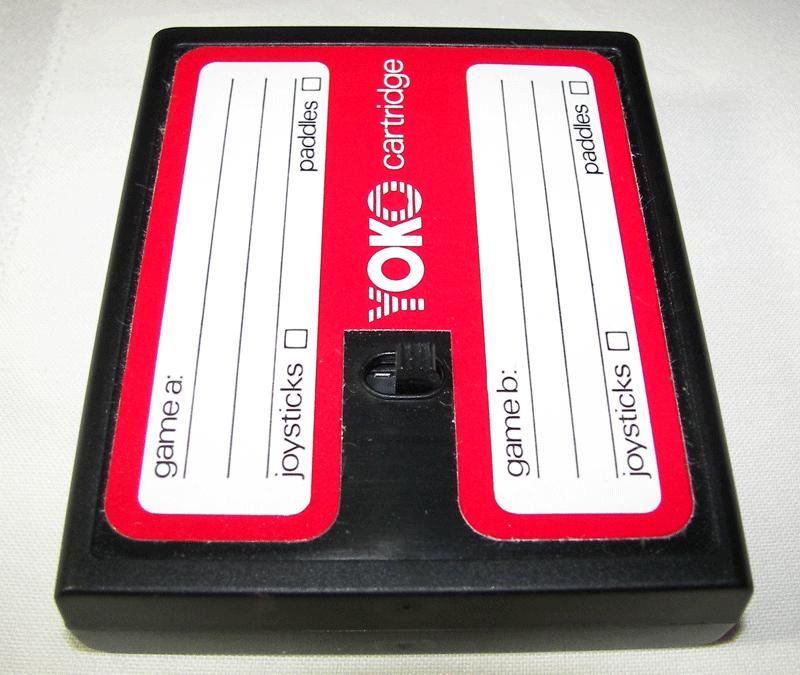 game a:
joysticks □ paddles □
YOKO cartridge
game b:
joysticks □ paddles □